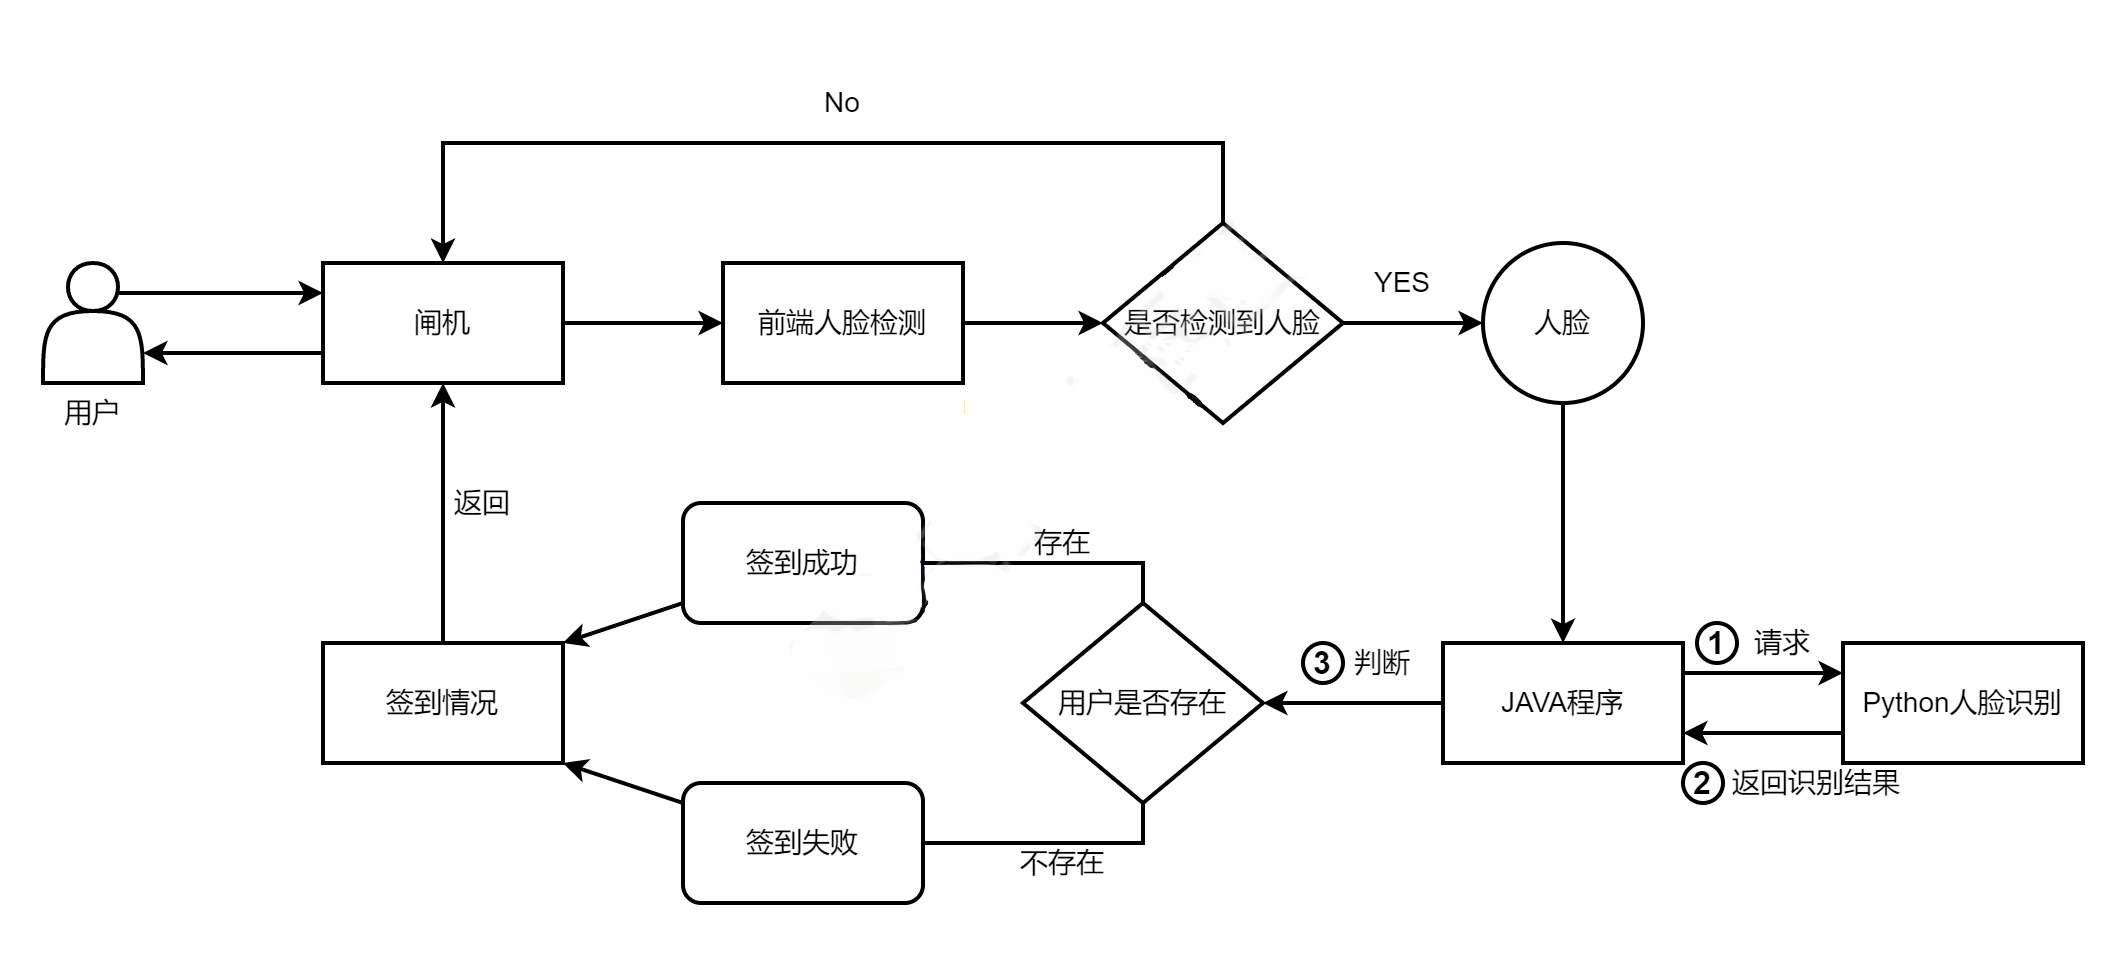 No
闸机
前端人脸检测
是否检测到人脸
YES
人脸
用户
返回
签到成功
存在
签到情况
用户是否存在
3 判断
JAVA程序
1 请求
Python人脸识别
2 返回识别结果
签到失败
不存在